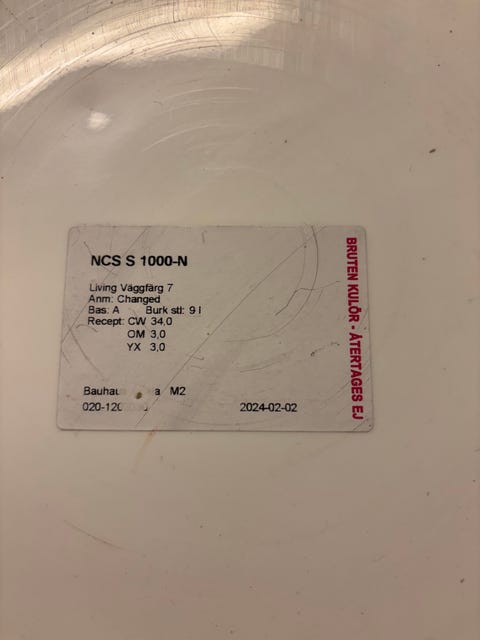 NCS S 1000-N
Living Väggfärg 7
Anm: Changed
Bas: A Burk stl: 9 l
Recept: CW 34,0
OM 3,0
YX 3,0
M2
2024-02-02
BRUTEN KULÖR - ÅTERTAGES EJ